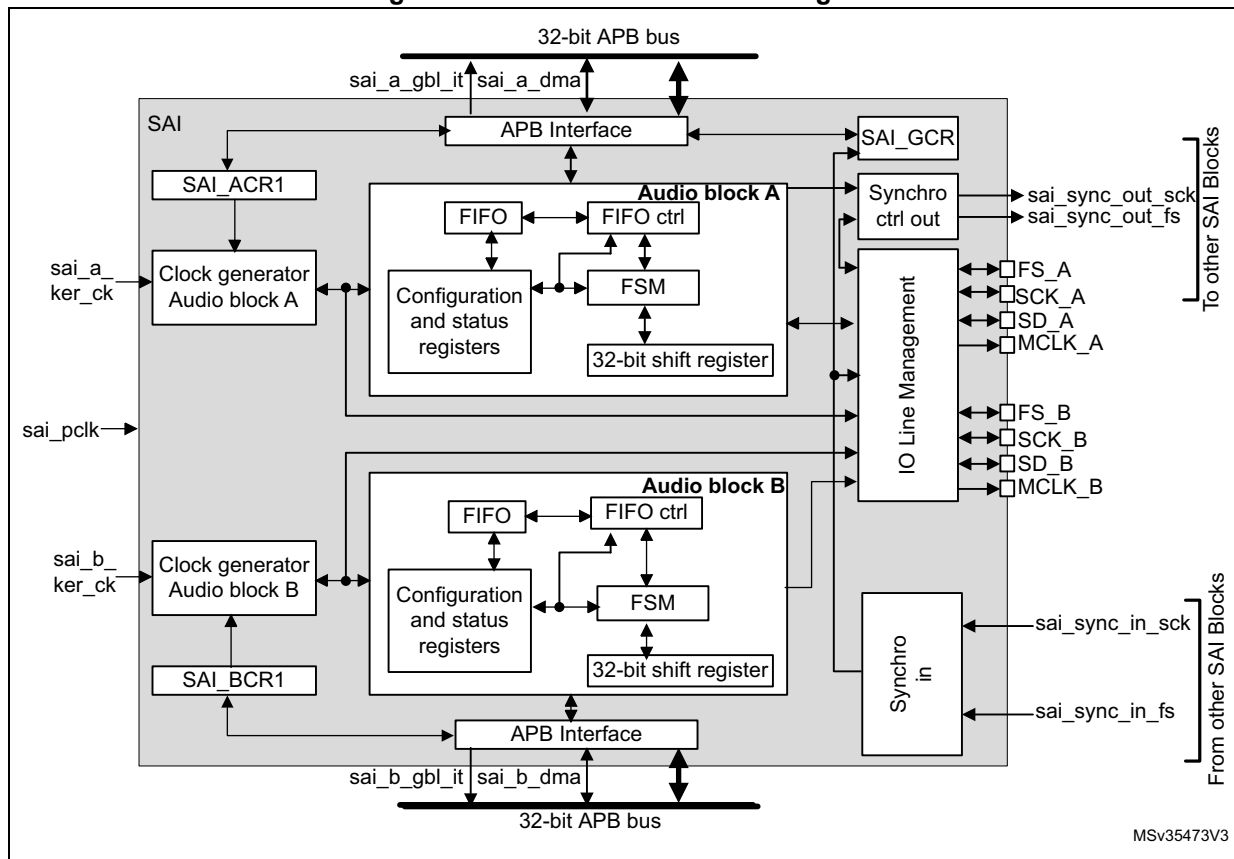 32-bit APB bus
sai_a_gbl_it
sai_a_dma
SAI
APB Interface
SAI_GCR
SAI_ACR1
Audio block A
FIFO
FIFO ctrl
Synchro
ctrl out
sai_sync_out_sck
sai_sync_out_fs
To other SAI Blocks
sai_a_
ker_ck
Clock generator
Audio block A
Configuration
and status
registers
FSM
32-bit shift register
IO Line Management
FS_A
SCK_A
SD_A
MCLK_A
sai_pclk
FS_B
SCK_B
SD_B
MCLK_B
Audio block B
FIFO
FIFO ctrl
sai_b_
ker_ck
Clock generator
Audio block B
Configuration
and status
registers
FSM
32-bit shift register
SAI_BCR1
Synchro
in
sai_sync_in_sck
sai_sync_in_fs
From other SAI Blocks
APB Interface
sai_b_gbl_it
sai_b_dma
32-bit APB bus
MSv35473V3